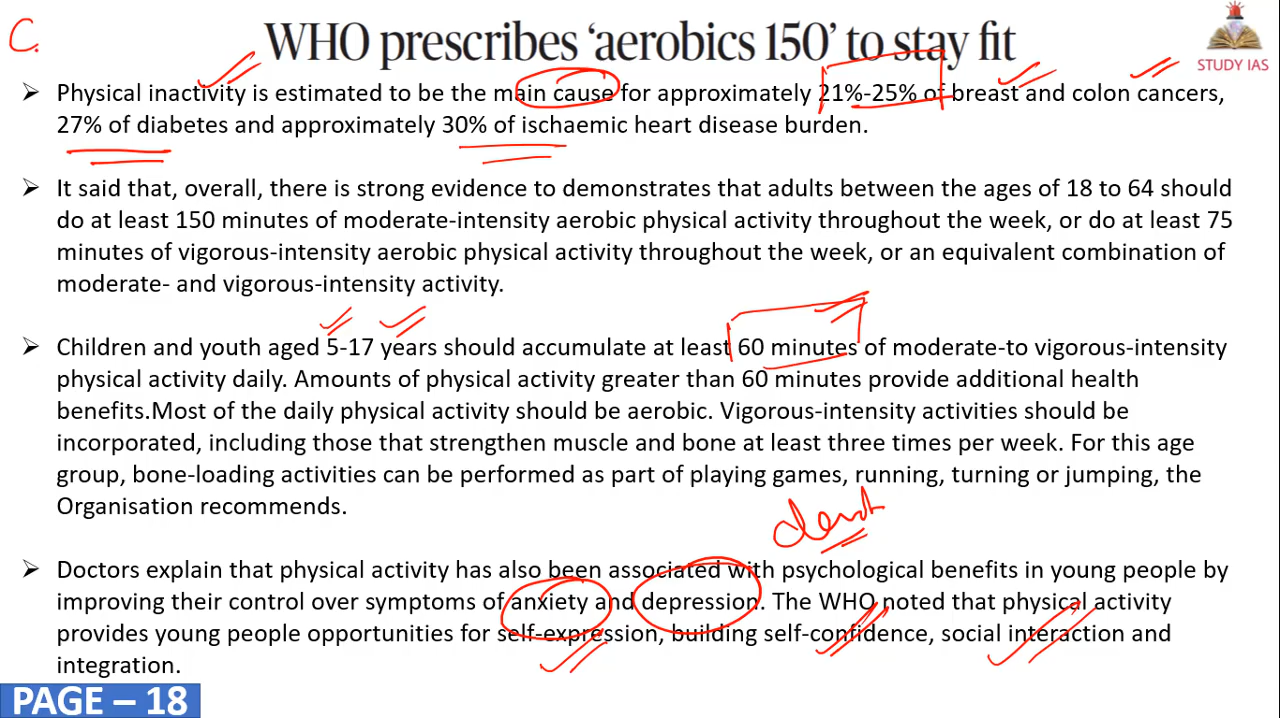 C.
WHO prescribes ‘aerobics 150’ to stay fit
STUDY IAS
➢ Physical inactivity is estimated to be the main cause for approximately 21%-25% of breast and colon cancers,
27% of diabetes and approximately 30% of ischaemic heart disease burden.
➢ It said that, overall, there is strong evidence to demonstrates that adults between the ages of 18 to 64 should
do at least 150 minutes of moderate-intensity aerobic physical activity throughout the week, or do at least 75
minutes of vigorous-intensity aerobic physical activity throughout the week, or an equivalent combination of
moderate- and vigorous-intensity activity.
➢ Children and youth aged 5-17 years should accumulate at least 60 minutes of moderate-to vigorous-intensity
physical activity daily. Amounts of physical activity greater than 60 minutes provide additional health
benefits.Most of the daily physical activity should be aerobic. Vigorous-intensity activities should be
incorporated, including those that strengthen muscle and bone at least three times per week. For this age
group, bone-loading activities can be performed as part of playing games, running, turning or jumping, the
Organisation recommends.
➢ Doctors explain that physical activity has also been associated with psychological benefits in young people by
improving their control over symptoms of anxiety and depression. The WHO noted that physical activity
provides young people opportunities for self-expression, building self-confidence, social interaction and
integration.
PAGE – 18